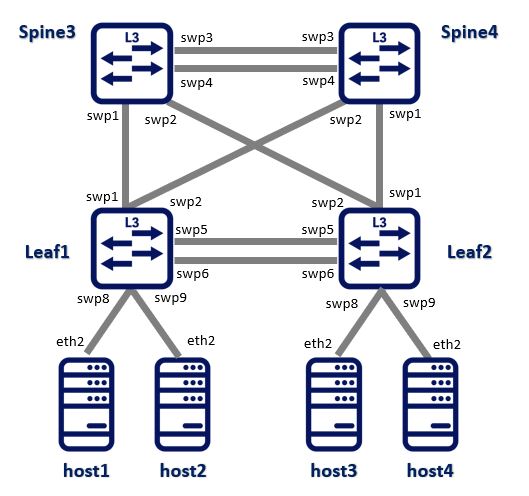 Spine3
L3
swp3
swp3
L3
Spine4
swp4
swp4
swp1
swp2
swp2
swp1
swp1
swp2
swp2
swp1
Leaf1
L3
swp5
swp5
L3
Leaf2
swp6
swp6
swp8
swp9
swp8
swp9
eth2
eth2
eth2
eth2
host1
host2
host3
host4